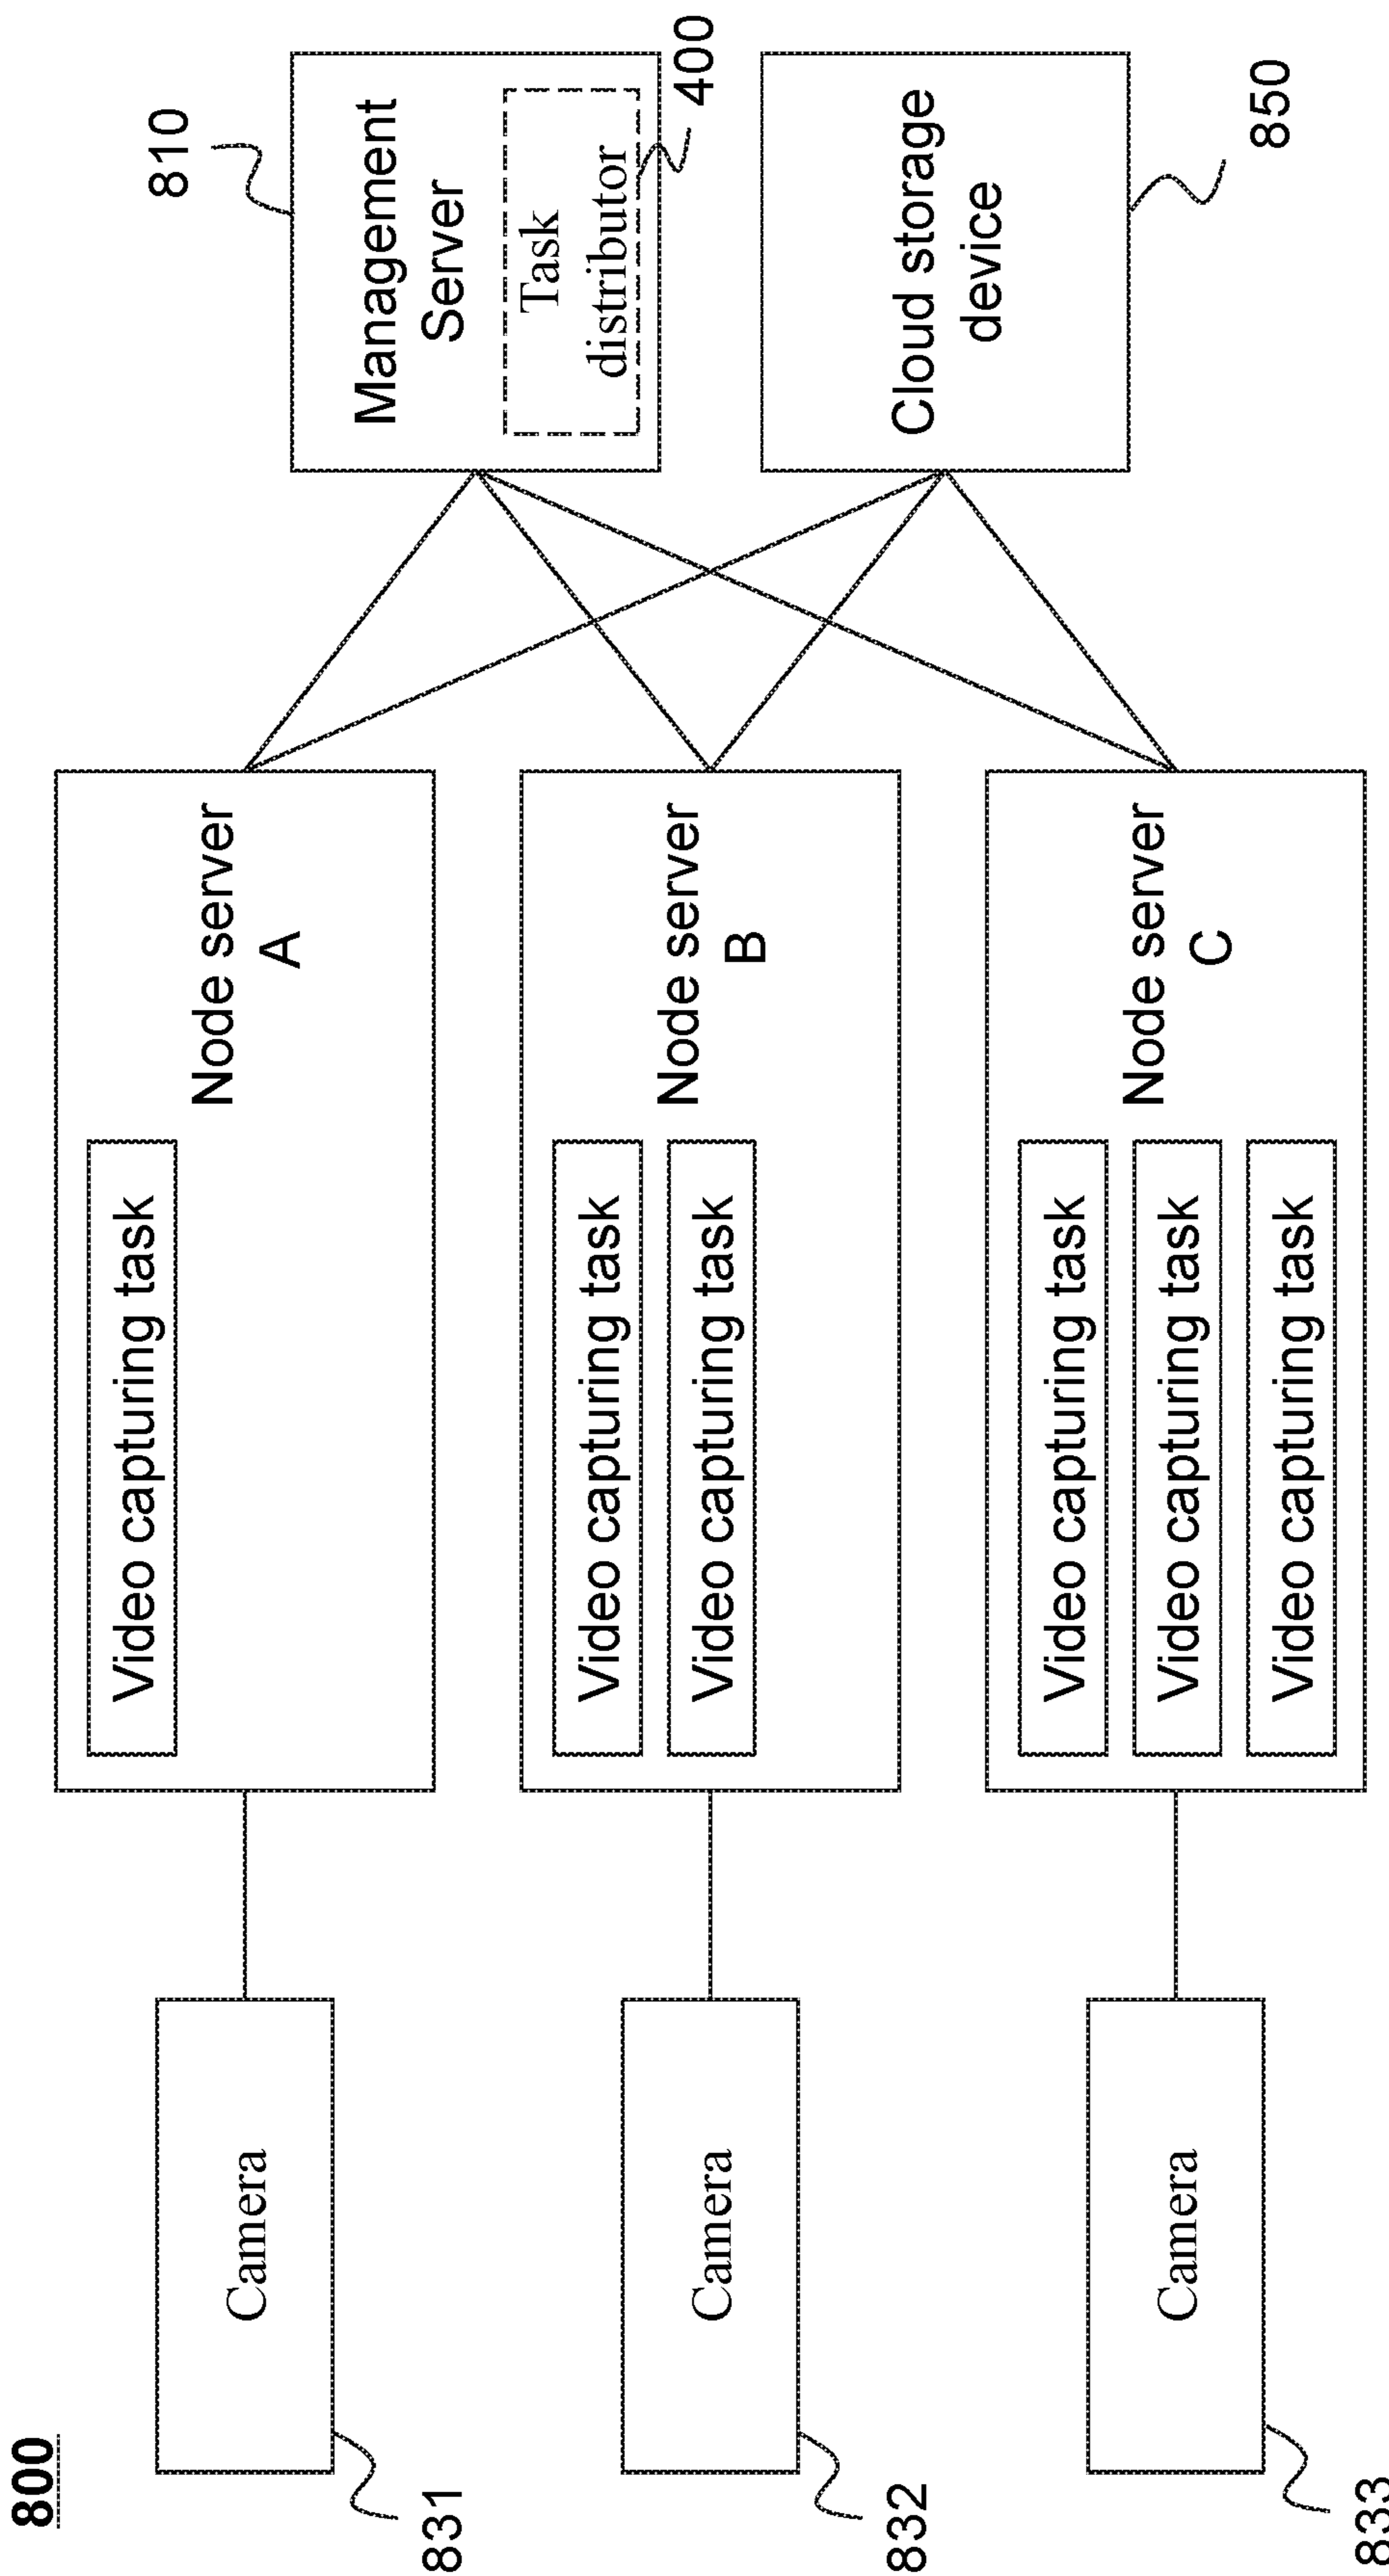 800
Camera
831
Camera
832
Camera
833
Video capturing task
Node server
A
Video capturing task
Video capturing task
Node server
B
Video capturing task
Video capturing task
Video capturing task
Node server
C
810
Management
Server
Task
distributor
400
Cloud storage
device
850